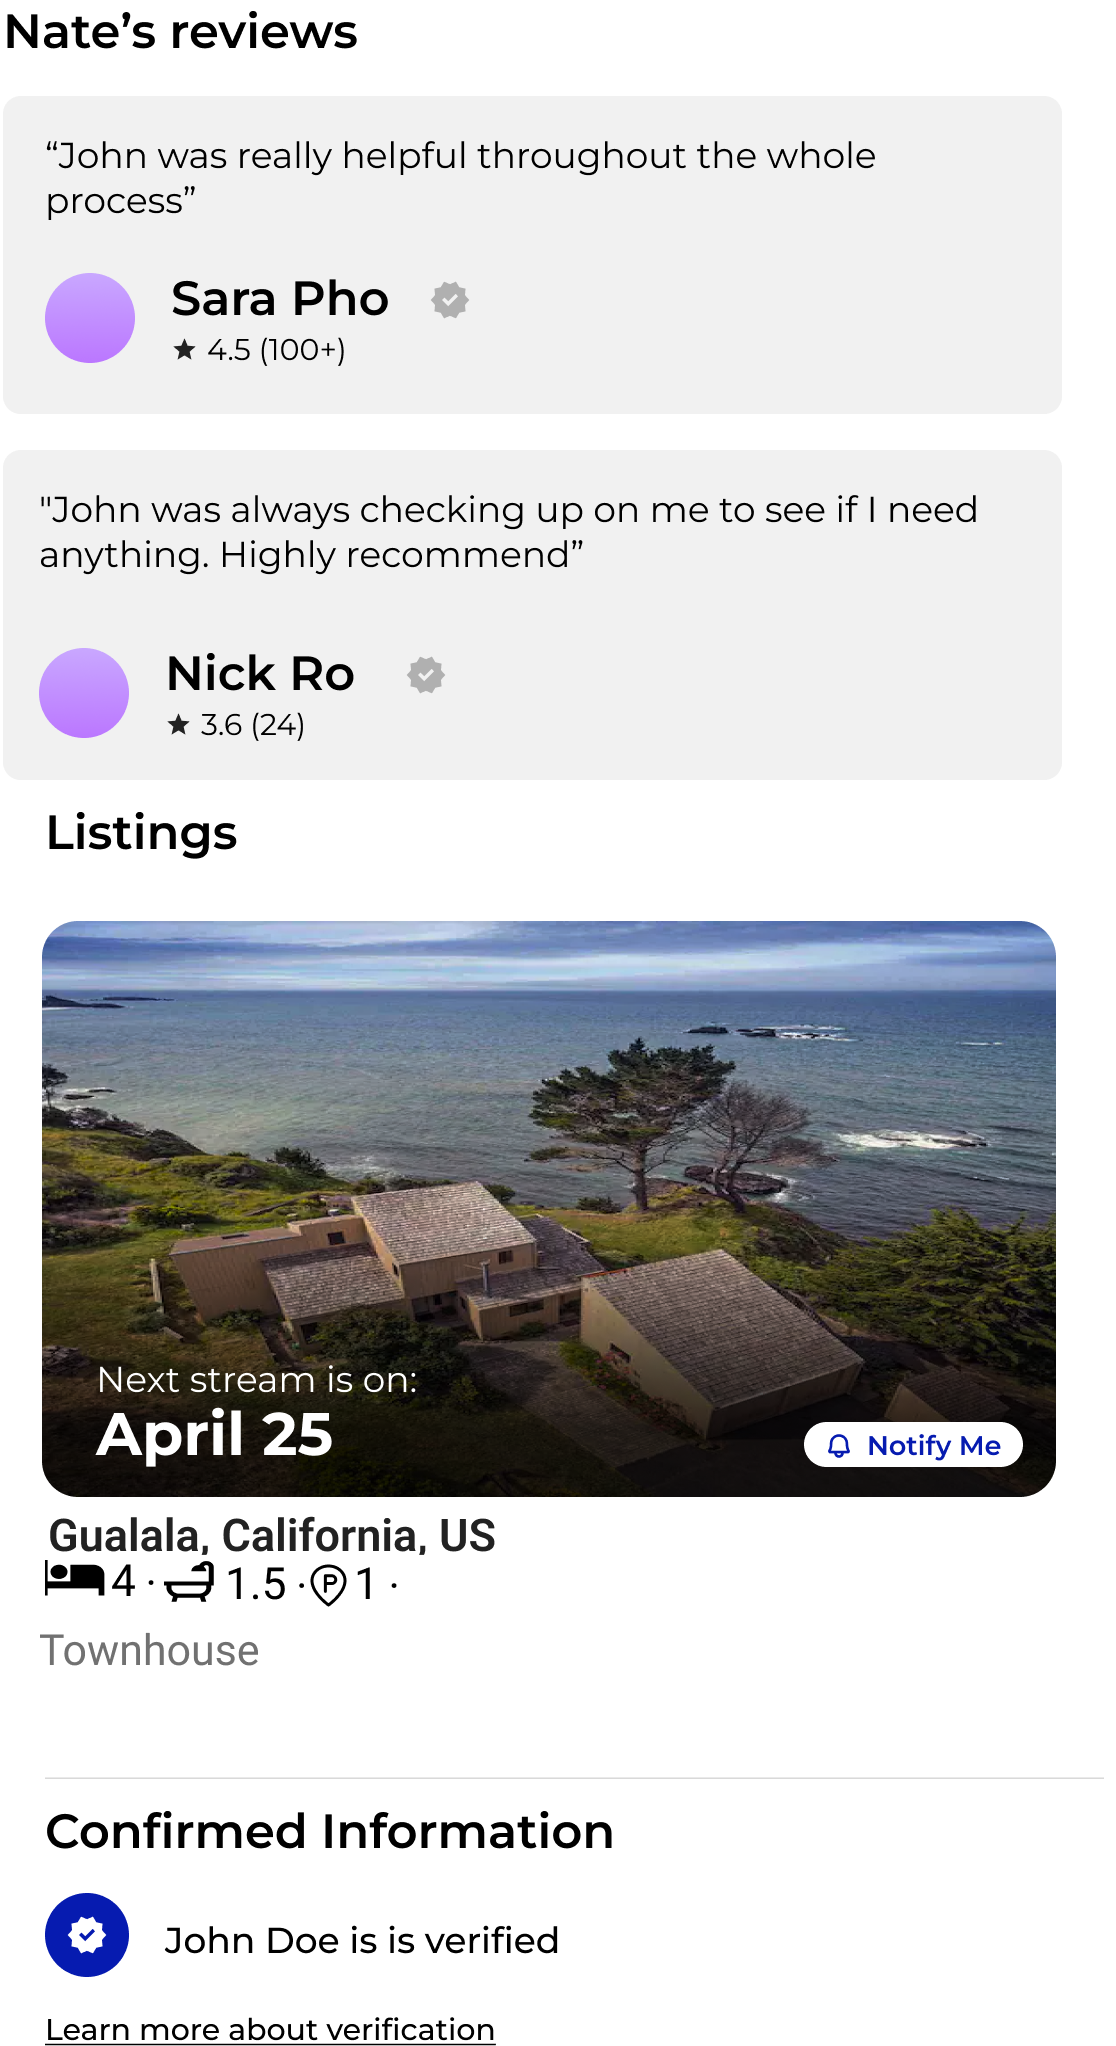 Nate’s reviews
“John was really helpful throughout the whole
process”
Sara Pho
★ 4.5 (100+)
"John was always checking up on me to see if I need
anything. Highly recommend”
Nick Ro
★ 3.6 (24)
Listings
Next stream is on:
April 25
Notify Me
Gualala, California, US
4 · 1.5 · P 1 ·
Townhouse
Confirmed Information
John Doe is is verified
Learn more about verification